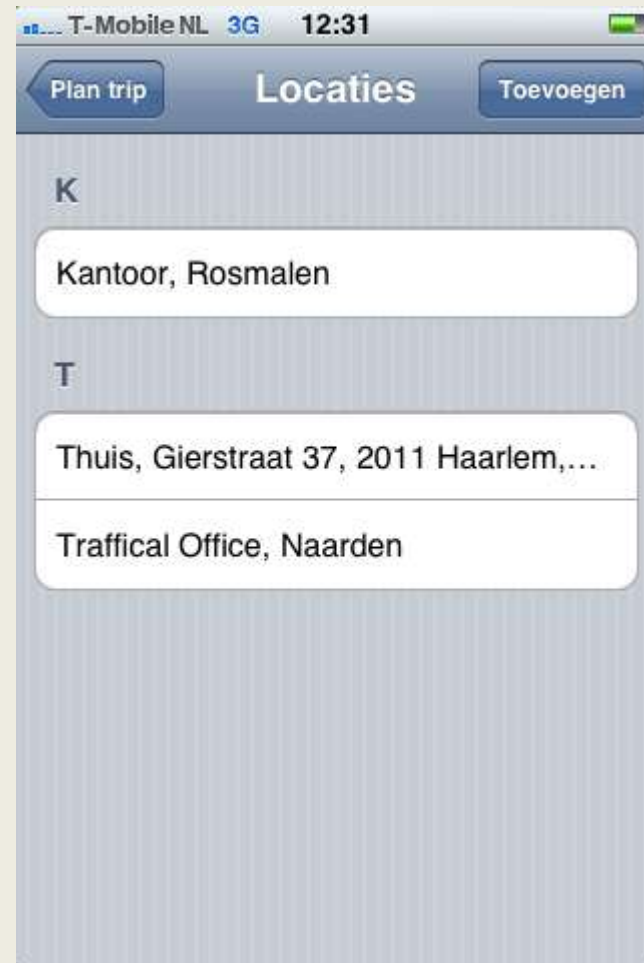 T-Mobile NL 3G 12:31
Plan trip Locaties Toevoegen
K
Kantoor, Rosmalen
T
Thuis, Gierstraat 37, 2011 Haarlem,...
Traffical Office, Naarden